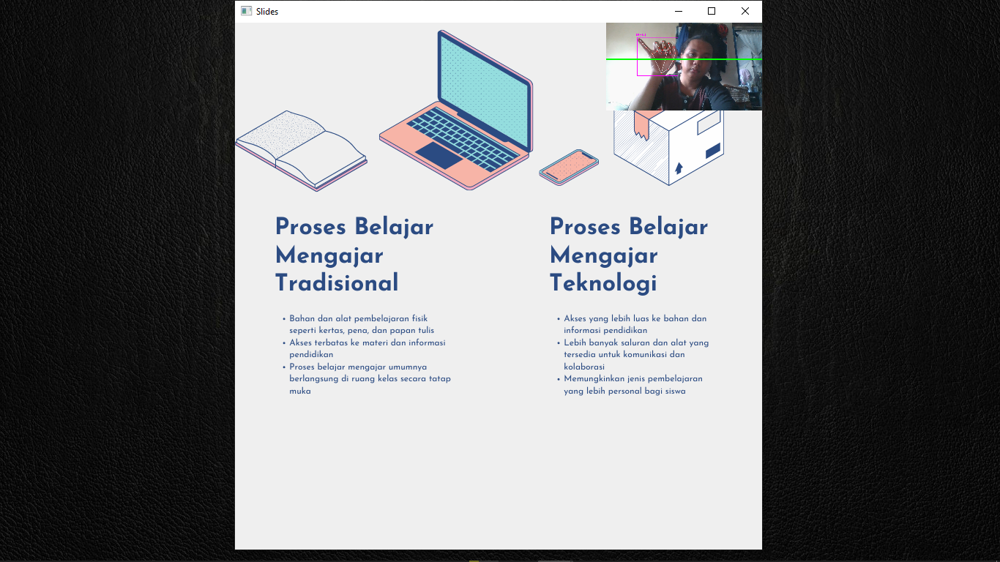 Slides
Proses Belajar
Mengajar
Tradisional
• Bahan dan alat pembelajaran fisik
seperti kertas, pena, dan papan tulis
• Akses terbatas ke materi dan informasi
pendidikan
• Proses belajar mengajar umumnya
berlangsung di ruang kelas secara tatap
muka
Proses Belajar
Mengajar
Teknologi
• Akses yang lebih luas ke bahan dan
informasi pendidikan
• Lebih banyak saluran dan alat yang
tersedia untuk komunikasi dan
kolaborasi
• Memungkinkan jenis pembelajaran
yang lebih personal bagi siswa